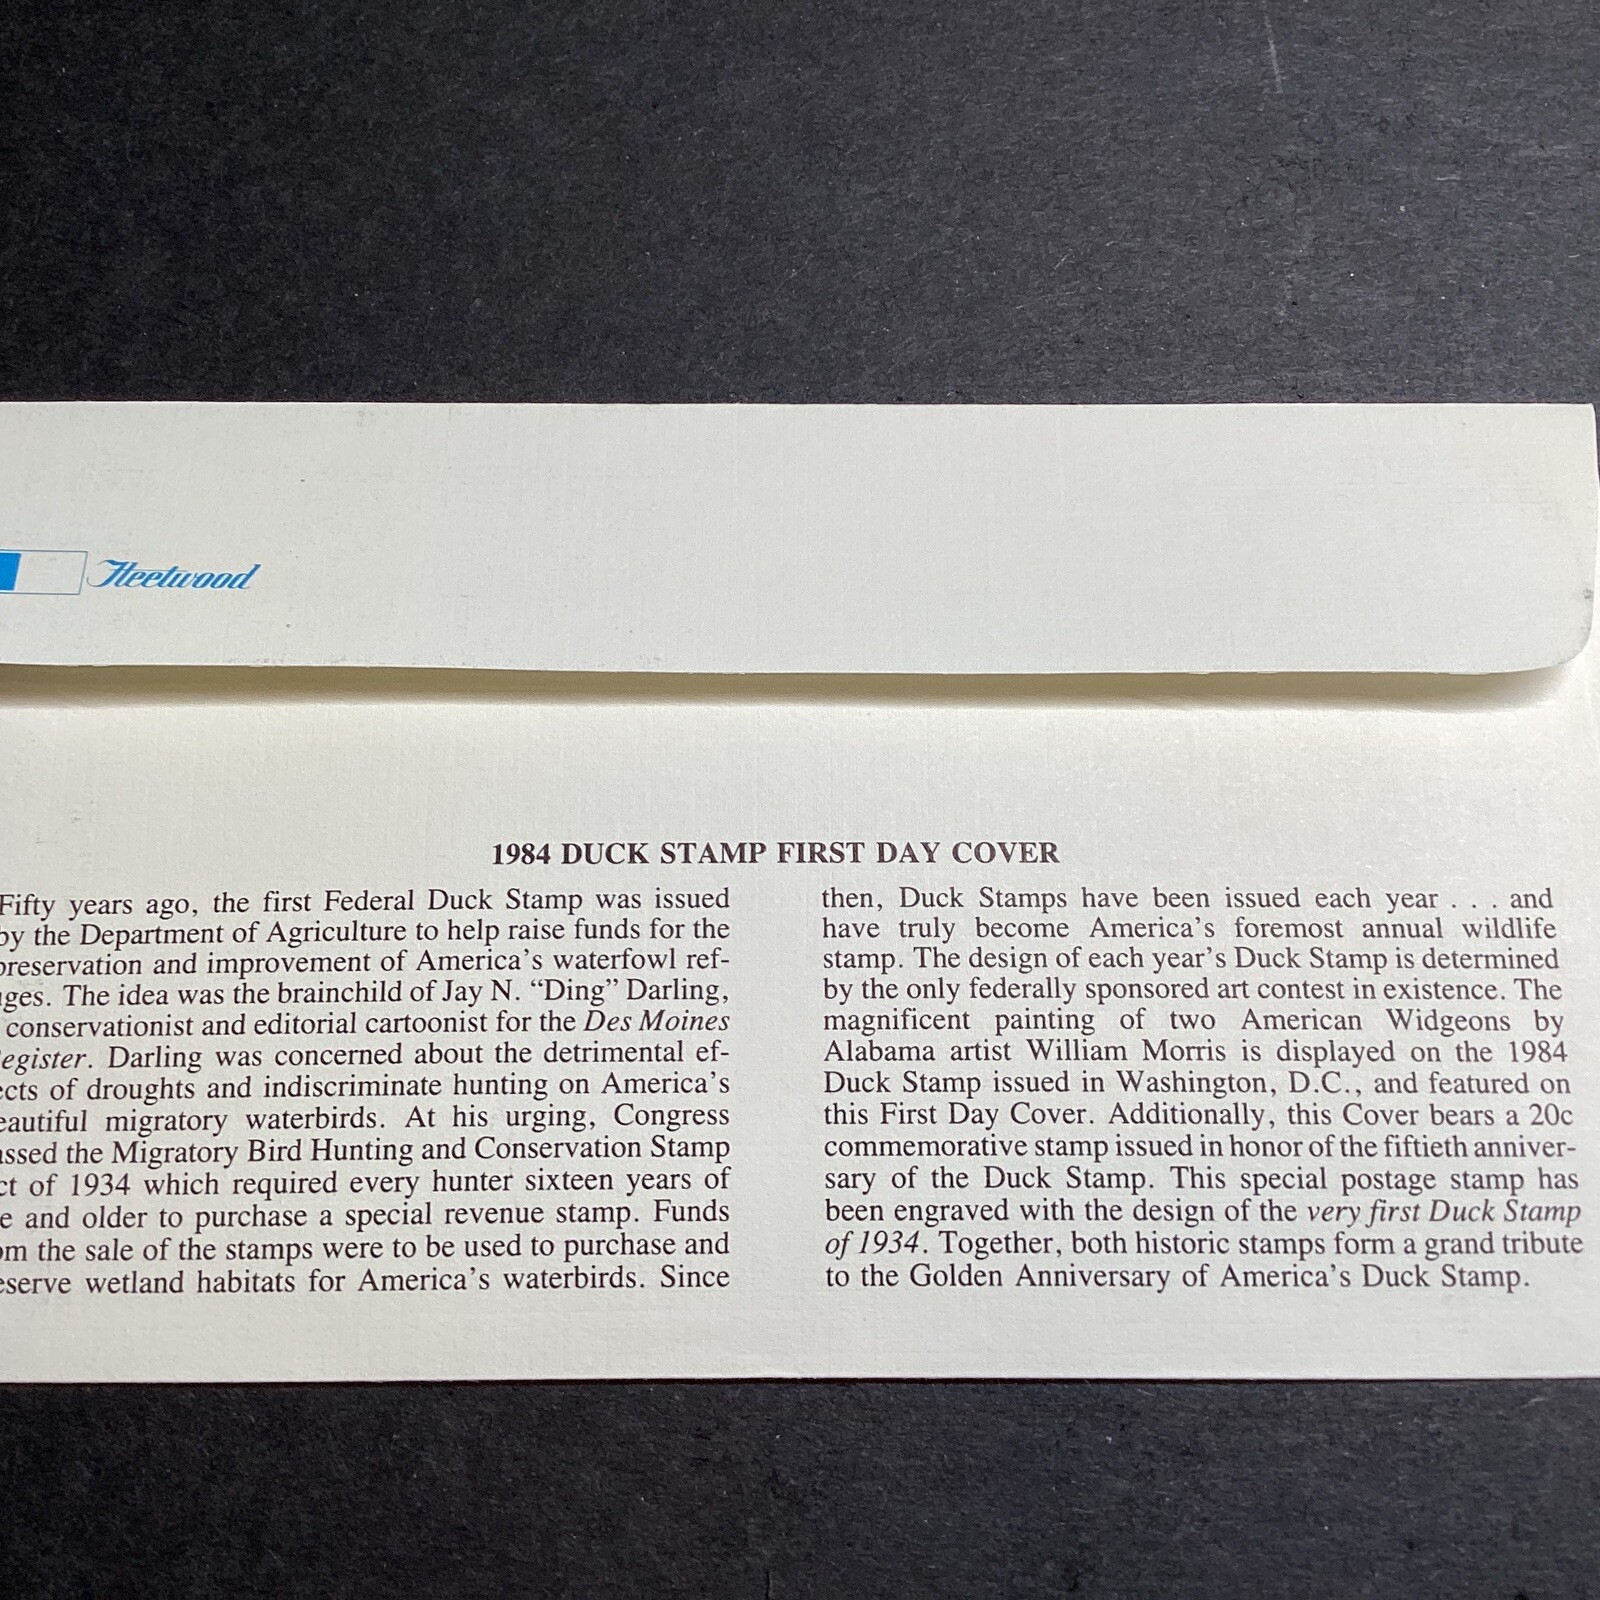 Fleetwood
1984 DUCK STAMP FIRST DAY COVER
Fifty years ago, the first Federal Duck Stamp was issued
by the Department of Agriculture to help raise funds for the
preservation and improvement of America's waterfowl ref-
uges. The idea was the brainchild of Jay N. "Ding" Darling,
conservationist and editorial cartoonist for the Des Moines
Register. Darling was concerned about the detrimental ef-
fects of droughts and indiscriminate hunting on America's
beautiful migratory waterbirds. At his urging, Congress
passed the Migratory Bird Hunting and Conservation Stamp
Act of 1934 which required every hunter sixteen years of
age and older to purchase a special revenue stamp. Funds
from the sale of the stamps were to be used to purchase and
preserve wetland habitats for America's waterbirds. Since
then, Duck Stamps have been issued each year . . . and
have truly become America's foremost annual wildlife
stamp. The design of each year's Duck Stamp is determined
by the only federally sponsored art contest in existence. The
magnificent painting of two American Widgeons by
Alabama artist William Morris is displayed on the 1984
Duck Stamp issued in Washington, D.C., and featured on
this First Day Cover. Additionally, this Cover bears a 20c
commemorative stamp issued in honor of the fiftieth anniver-
sary of the Duck Stamp. This special postage stamp has
been engraved with the design of the very first Duck Stamp
of 1934. Together, both historic stamps form a grand tribute
to the Golden Anniversary of America's Duck Stamp.